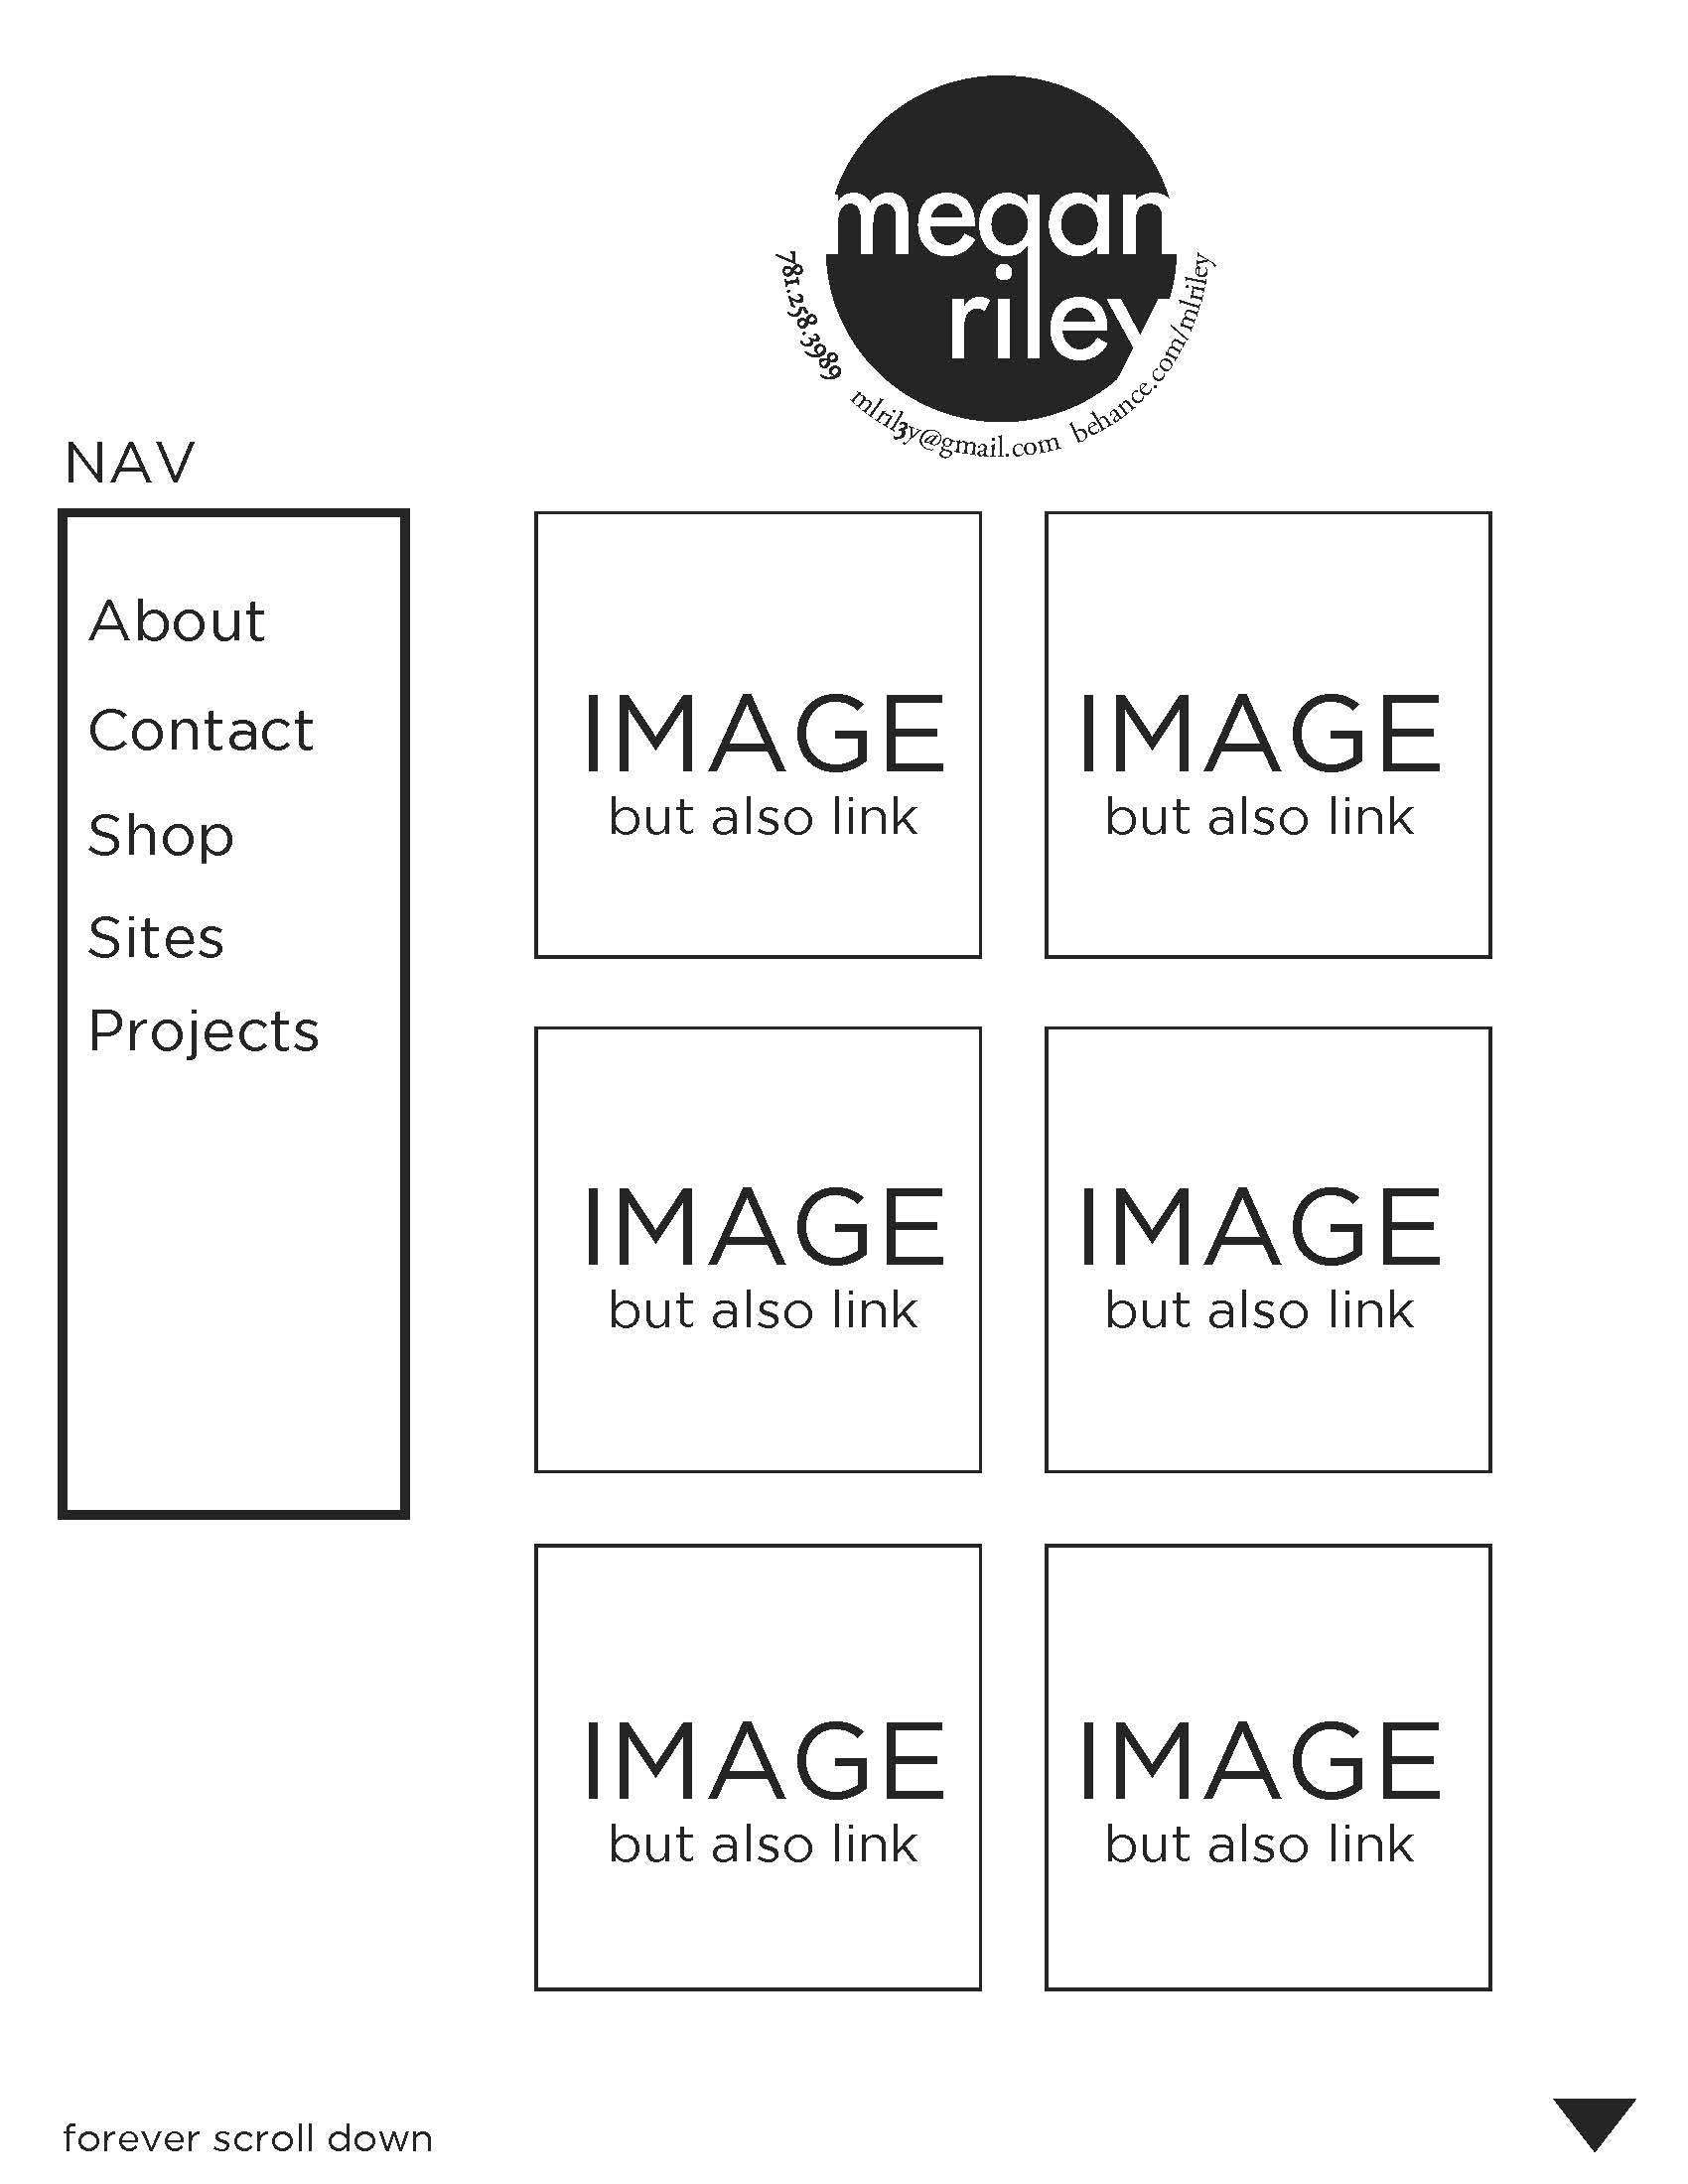 megan
riley
781.258.3989
mlril3y@gmail.com
behance.com/mlriley
NAV
About
Contact
Shop
Sites
Projects
IMAGE
but also link
IMAGE
but also link
IMAGE
but also link
IMAGE
but also link
IMAGE
but also link
IMAGE
but also link
forever scroll down